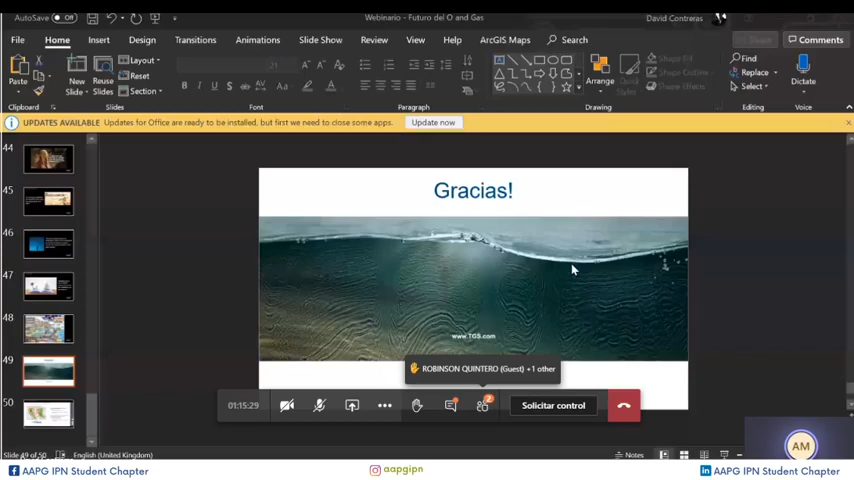 AutoSave Off
Webinario - Futuro del O and Gas
David Contreras
File Home Insert Design Transitions Animations Slide Show Review View Help ArcGIS Maps Search
Share Comments
Paste
New Slide
Reuse Slides
Layout
Reset
Section
21
B I U S ab AV Aa
Arrange
Quick Styles
Shape Fill
Shape Effects
Find
Replace
Select
Dictate
Clipboard Slides Font Paragraph Drawing Editing Voice
UPDATES AVAILABLE Updates for Office are ready to be installed, but first we need to close some apps. Update now
44
45
46
47
48
49
50
Gracias!
www.TGS.com
ROBINSON QUINTERO (Guest) +1 other
01:15:29
2
Solicitar control
AM
Slide 49 of 50 English (United Kingdom) Notes
AAPG IPN Student Chapter
aapgipn
AAPG IPN Student Chapter